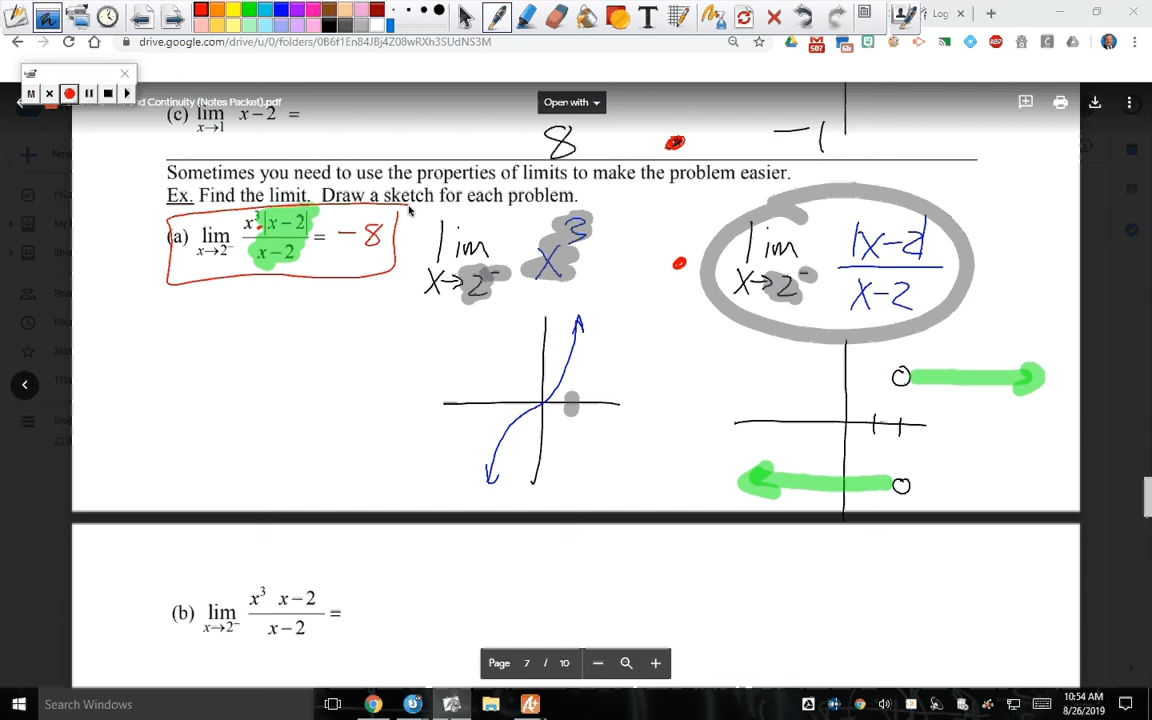 Log
drive.google.com/drive/u/0/folders/0B6f1En84JBj4Z08wRXh3SUdNS3M
nd Continuity (Notes Packet).pdf
Open with
(c) lim x→1 x−2 =
8 • −1
Sometimes you need to use the properties of limits to make the problem easier.
Ex. Find the limit. Draw a sketch for each problem.
(a) lim x→2⁻ x³·|x−2| / x−2 = −8
lim x→2⁻ x³ • lim x→2⁻ |x−2| / x−2
(b) lim x→2⁻ x³ x−2 / x−2 =
Page 7 / 10
Search Windows
10:54 AM
8/26/2019